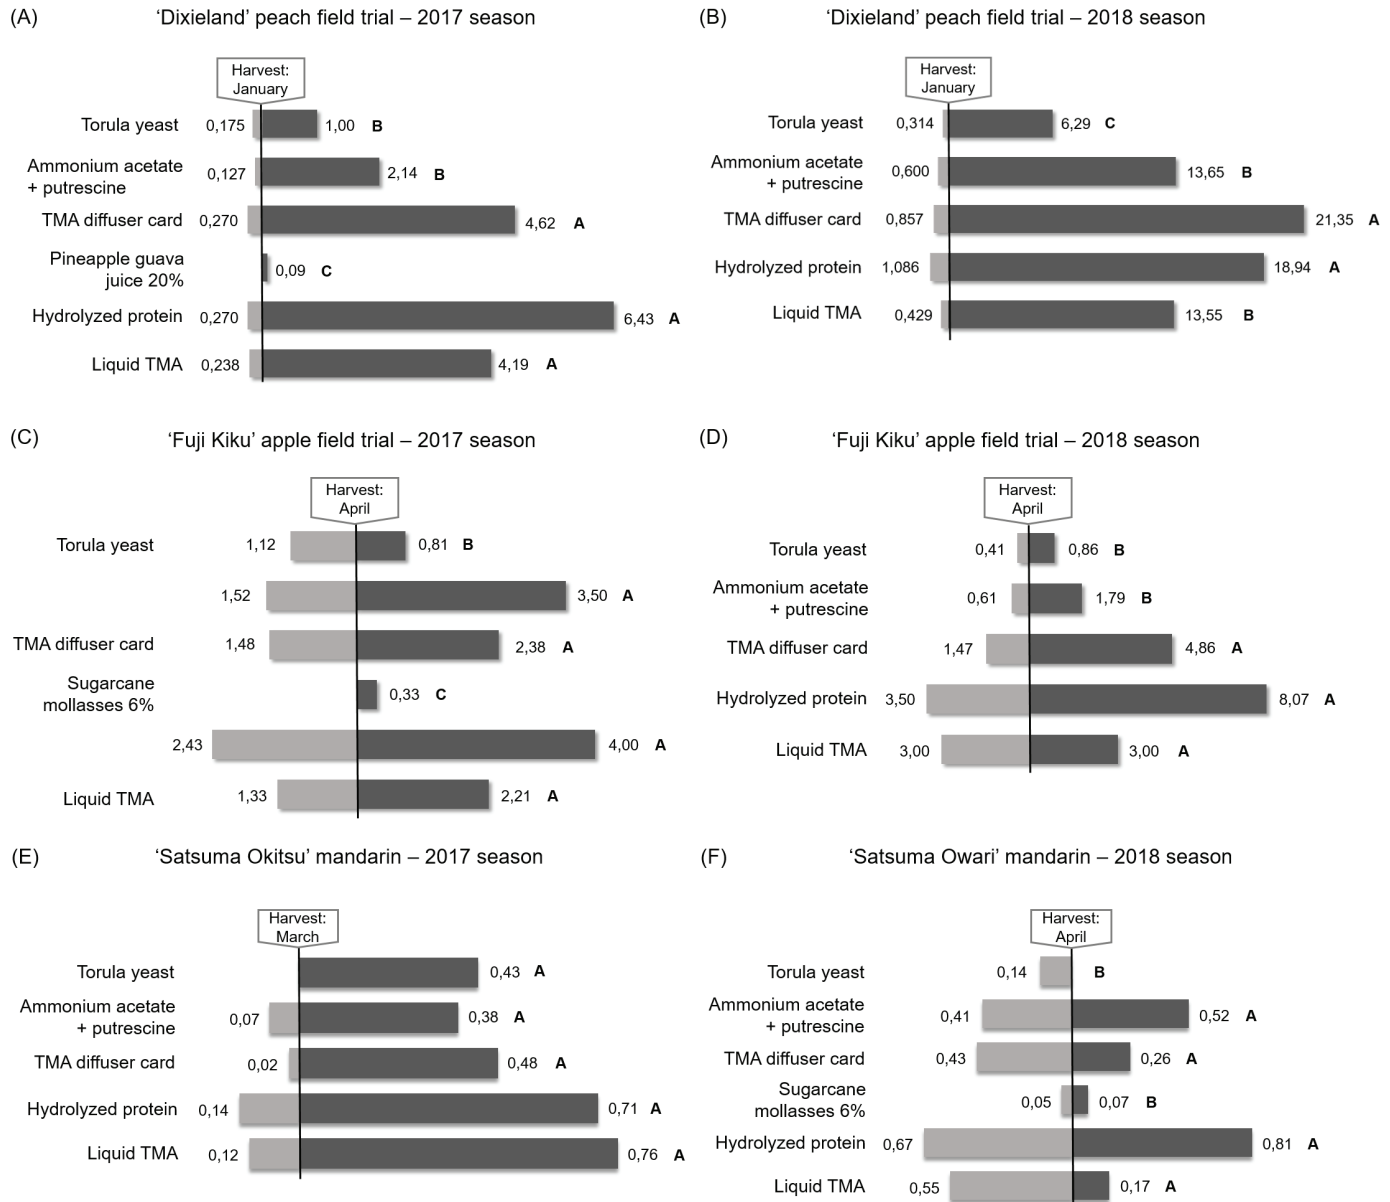 (A)
'Dixieland' peach field trial – 2017 season
Harvest:
January
Torula yeast 0,175 1,00 B
Ammonium acetate
+ putrescine 0,127 2,14 B
TMA diffuser card 0,270 4,62 A
Pineapple guava
juice 20% 0,09 C
Hydrolyzed protein 0,270 6,43 A
Liquid TMA 0,238 4,19 A
(B)
'Dixieland' peach field trial – 2018 season
Harvest:
January
Torula yeast 0,314 6,29 C
Ammonium acetate
+ putrescine 0,600 13,65 B
TMA diffuser card 0,857 21,35 A
Hydrolyzed protein 1,086 18,94 A
Liquid TMA 0,429 13,55 B
(C)
'Fuji Kiku' apple field trial – 2017 season
Harvest:
April
Torula yeast 1,12 0,81 B
1,52 3,50 A
TMA diffuser card 1,48 2,38 A
Sugarcane
mollasses 6% 0,33 C
2,43 4,00 A
Liquid TMA 1,33 2,21 A
(D)
'Fuji Kiku' apple field trial – 2018 season
Harvest:
April
Torula yeast 0,41 0,86 B
Ammonium acetate
+ putrescine 0,61 1,79 B
TMA diffuser card 1,47 4,86 A
Hydrolyzed protein 3,50 8,07 A
Liquid TMA 3,00 3,00 A
(E)
'Satsuma Okitsu' mandarin – 2017 season
Harvest:
March
Torula yeast 0,43 A
Ammonium acetate
+ putrescine 0,07 0,38 A
TMA diffuser card 0,02 0,48 A
Hydrolyzed protein 0,14 0,71 A
Liquid TMA 0,12 0,76 A
(F)
'Satsuma Owari' mandarin – 2018 season
Harvest:
April
Torula yeast 0,14 B
Ammonium acetate
+ putrescine 0,41 0,52 A
TMA diffuser card 0,43 0,26 A
Sugarcane
mollasses 6% 0,05 0,07 B
Hydrolyzed protein 0,67 0,81 A
Liquid TMA 0,55 0,17 A